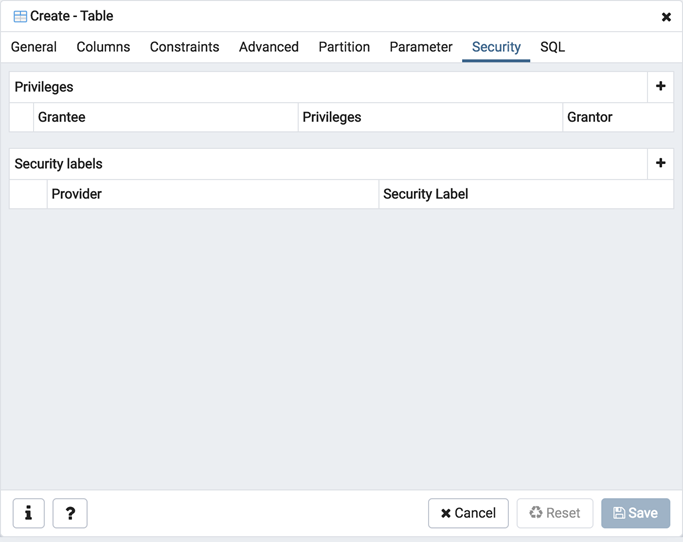 Create - Table
General Columns Constraints Advanced Partition Parameter Security SQL
Privileges
Grantee Privileges Grantor
Security labels
Provider Security Label
Cancel Reset Save